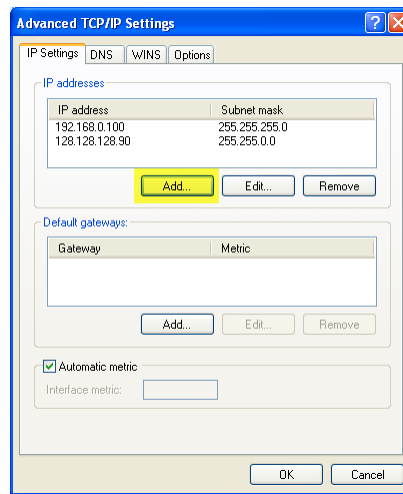 Advanced TCP/IP Settings
IP Settings DNS WINS Options
IP addresses
IP address Subnet mask
192.168.0.100 255.255.255.0
128.128.128.90 255.255.0.0
Add... Edit... Remove
Default gateways:
Gateway Metric
Add... Edit... Remove
Automatic metric
Interface metric:
OK Cancel